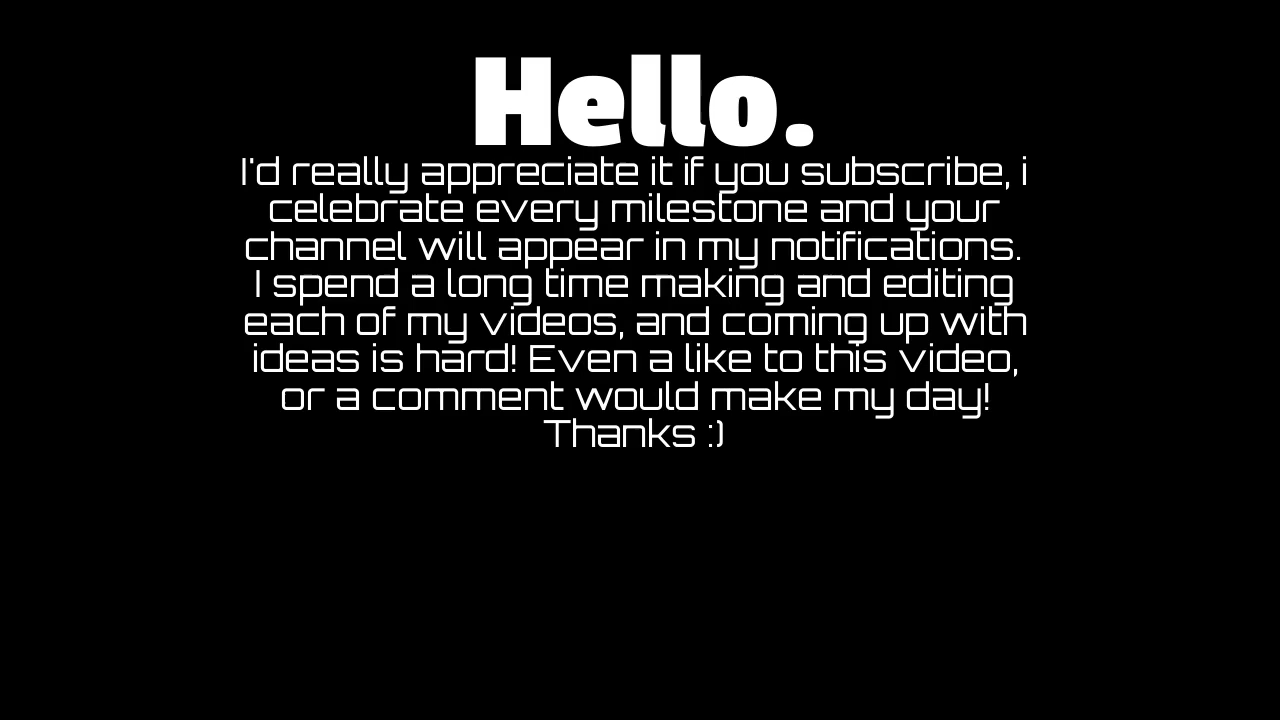 Hello.
I'd really appreciate it if you subscribe, i
celebrate every milestone and your
channel will appear in my notifications.
I spend a long time making and editing
each of my videos, and coming up with
ideas is hard! Even a like to this video,
or a comment would make my day!
Thanks :)